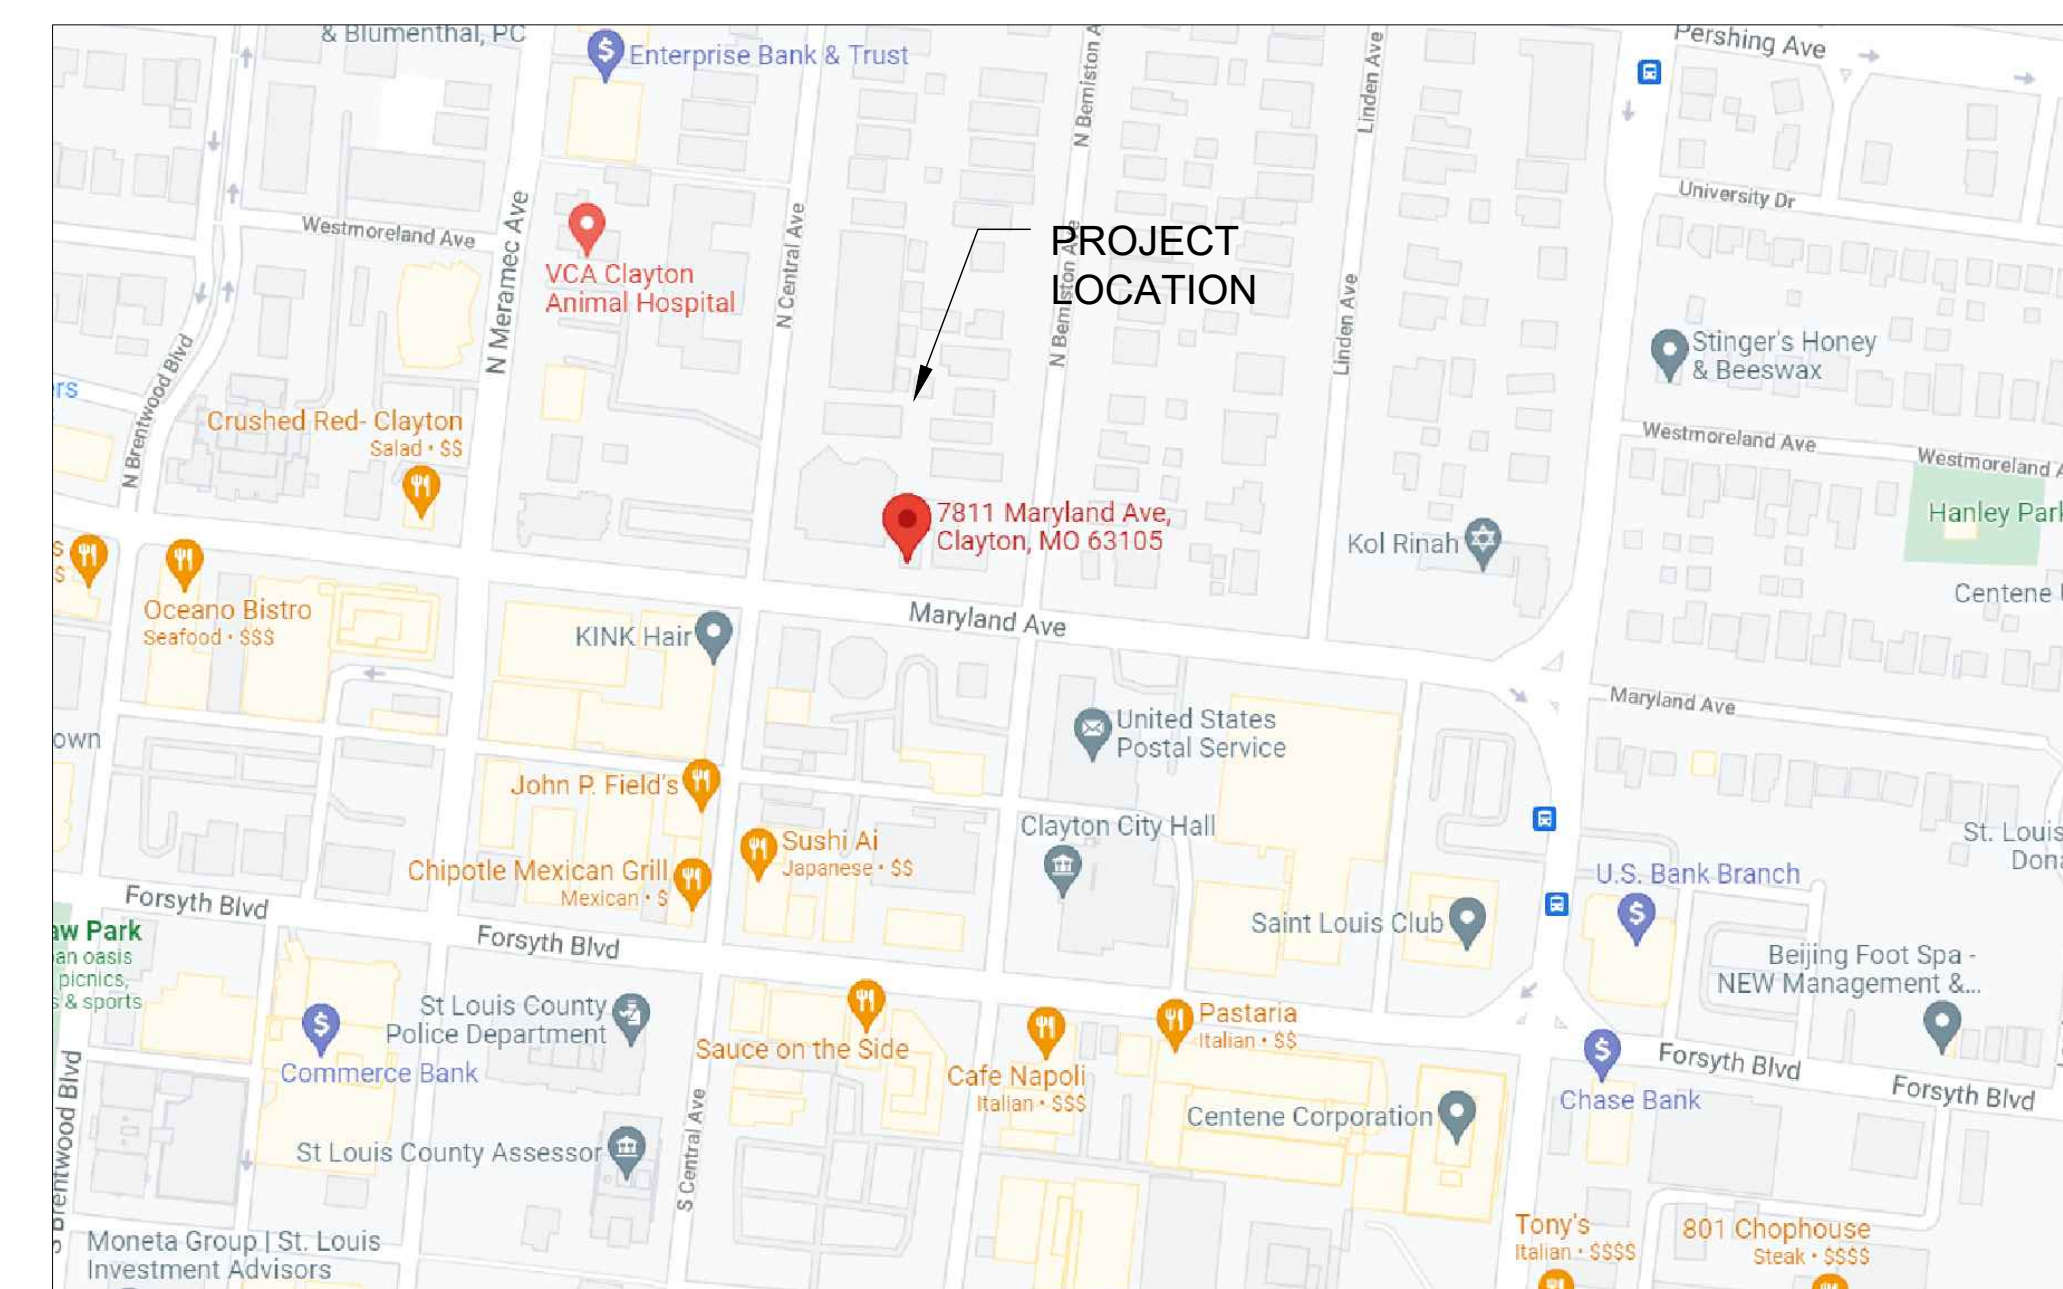 & Blumenthal, PC
Enterprise Bank & Trust
N Bemiston A
Linden Ave
Pershing Ave
University Dr
Westmoreland Ave
N Meramec Ave
VCA Clayton
Animal Hospital
N Central Ave
PROJECT
LOCATION
N Bemiston Ave
Linden Ave
Stinger's Honey
& Beeswax
N Brentwood Blvd
rs
Crushed Red- Clayton
Salad · $$
Westmoreland Ave
Westmoreland A
Hanley Park
7811 Maryland Ave,
Clayton, MO 63105
Kol Rinah
s
$
Oceano Bistro
Seafood · $$$
KINK Hair
Maryland Ave
Centene
Maryland Ave
own
United States
Postal Service
John P. Field's
Sushi Ai
Japanese · $$
Clayton City Hall
St. Louis
Dona
Chipotle Mexican Grill
Mexican · $
U.S. Bank Branch
Forsyth Blvd
aw Park
an oasis
picnics,
s & sports
Forsyth Blvd
Saint Louis Club
Beijing Foot Spa -
NEW Management &...
St Louis County
Police Department
Commerce Bank
Sauce on the Side
Cafe Napoli
Italian · $$$
Pastaria
Italian · $$
Forsyth Blvd
Forsyth Blvd
Chase Bank
Centene Corporation
S Brentwood Blvd
St Louis County Assessor
S Central Ave
Moneta Group | St. Louis
Investment Advisors
Tony's
Italian · $$$$
801 Chophouse
Steak · $$$$